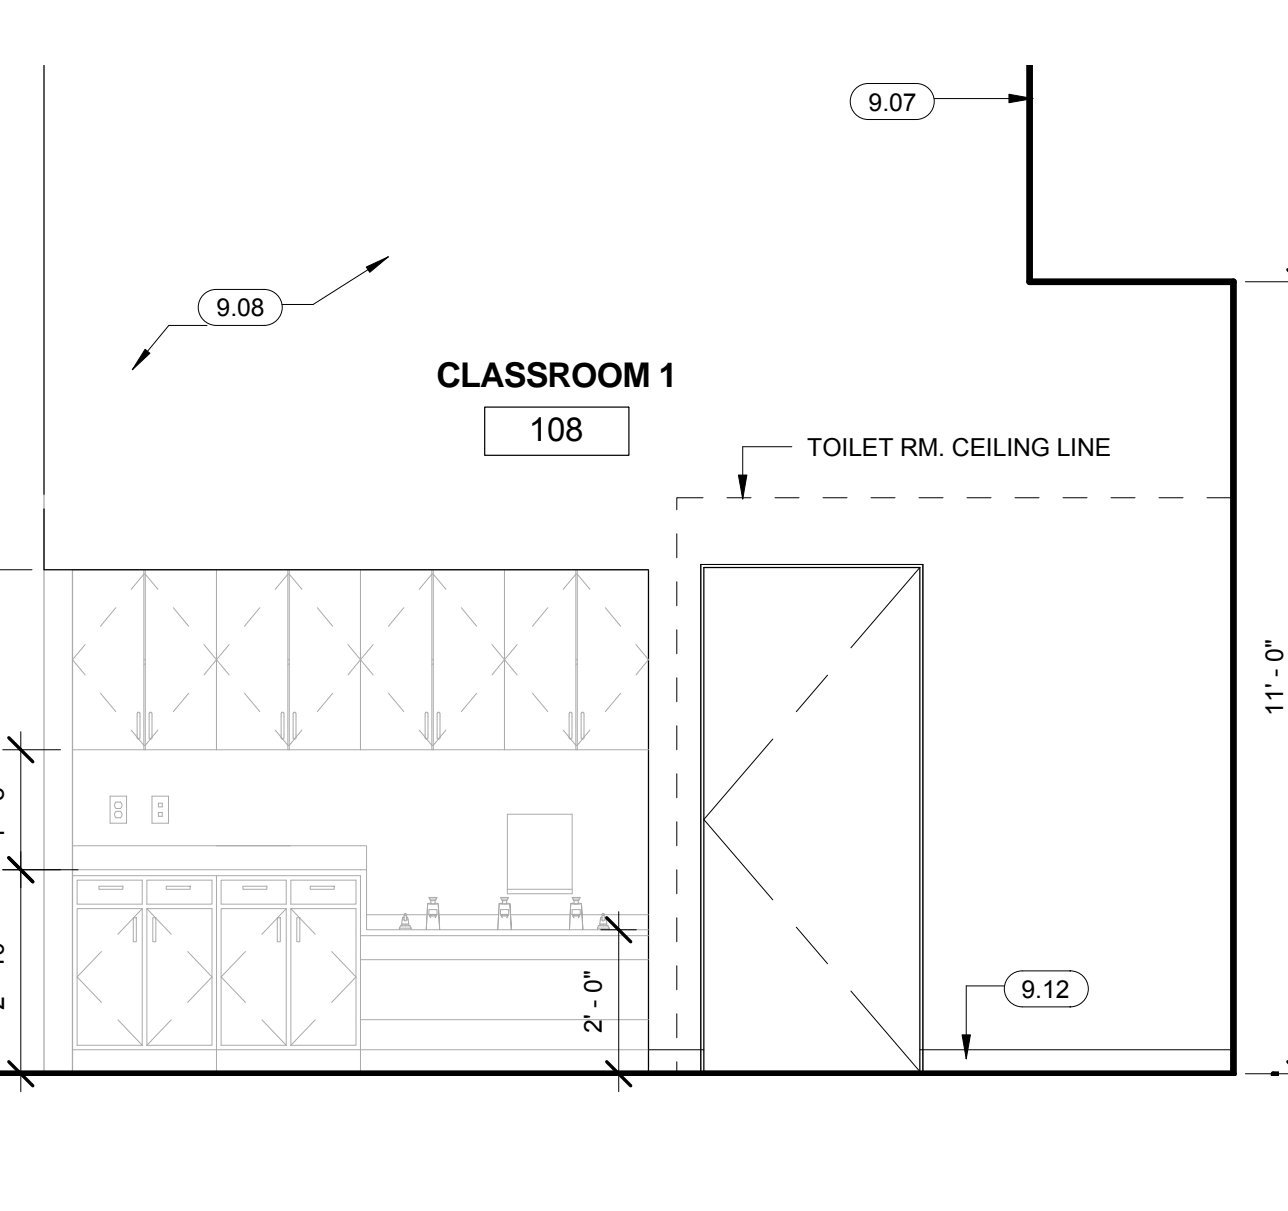 9.07
9.08
CLASSROOM 1
108
TOILET RM. CEILING LINE
11' - 0"
2' - 0"
9.12